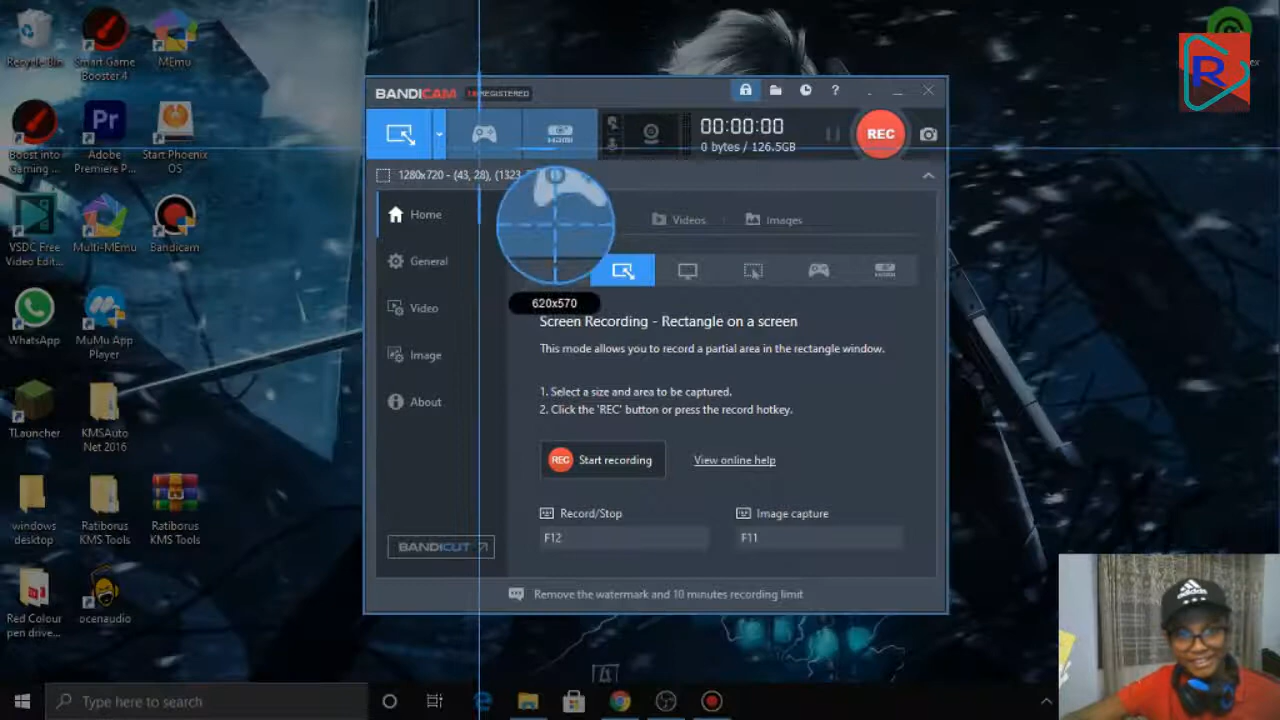 Recycle Bin
Smart Game
Booster 4
MEmu
Boost into
Gaming ...
Pr
Adobe
Premiere P...
Start Phoenix
OS
VSDC Free
Video Edit...
Multi-MEmu
Bandicam
WhatsApp
MuMu App
Player
TLauncher
KMSAuto
Net 2016
windows
desktop
Ratiborus
KMS Tools
Ratiborus
KMS Tools
Red Colour
pen drive...
ocenaudio
BANDICAM
UNREGISTERED
HDMI
00:00:00
0 bytes / 126.5GB
REC
1280x720 - (43, 28), (1323,
Home
General
Video
Image
About
BANDICUT
Videos
Images
620x570
Screen Recording - Rectangle on a screen
This mode allows you to record a partial area in the rectangle window.
1. Select a size and area to be captured.
2. Click the 'REC' button or press the record hotkey.
REC
Start recording
View online help
Record/Stop
F12
Image capture
F11
Remove the watermark and 10 minutes recording limit
Type here to search
R
adidas